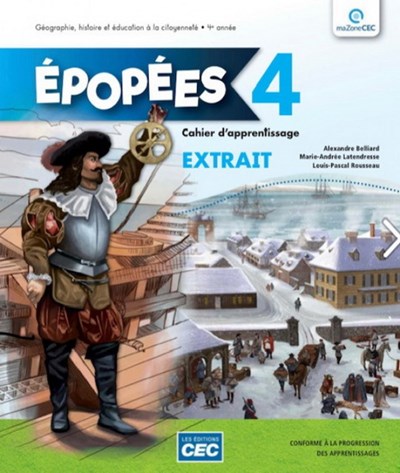 Géographie, histoire et éducation à la citoyenneté • 4e année
maZoneCEC
ÉPOPÉES 4
Cahier d'apprentissage
EXTRAIT
Alexandre Belliard
Marie-Andrée Latendresse
Louis-Pascal Rousseau
LES ÉDITIONS
CEC
CONFORME À LA PROGRESSION
DES APPRENTISSAGES